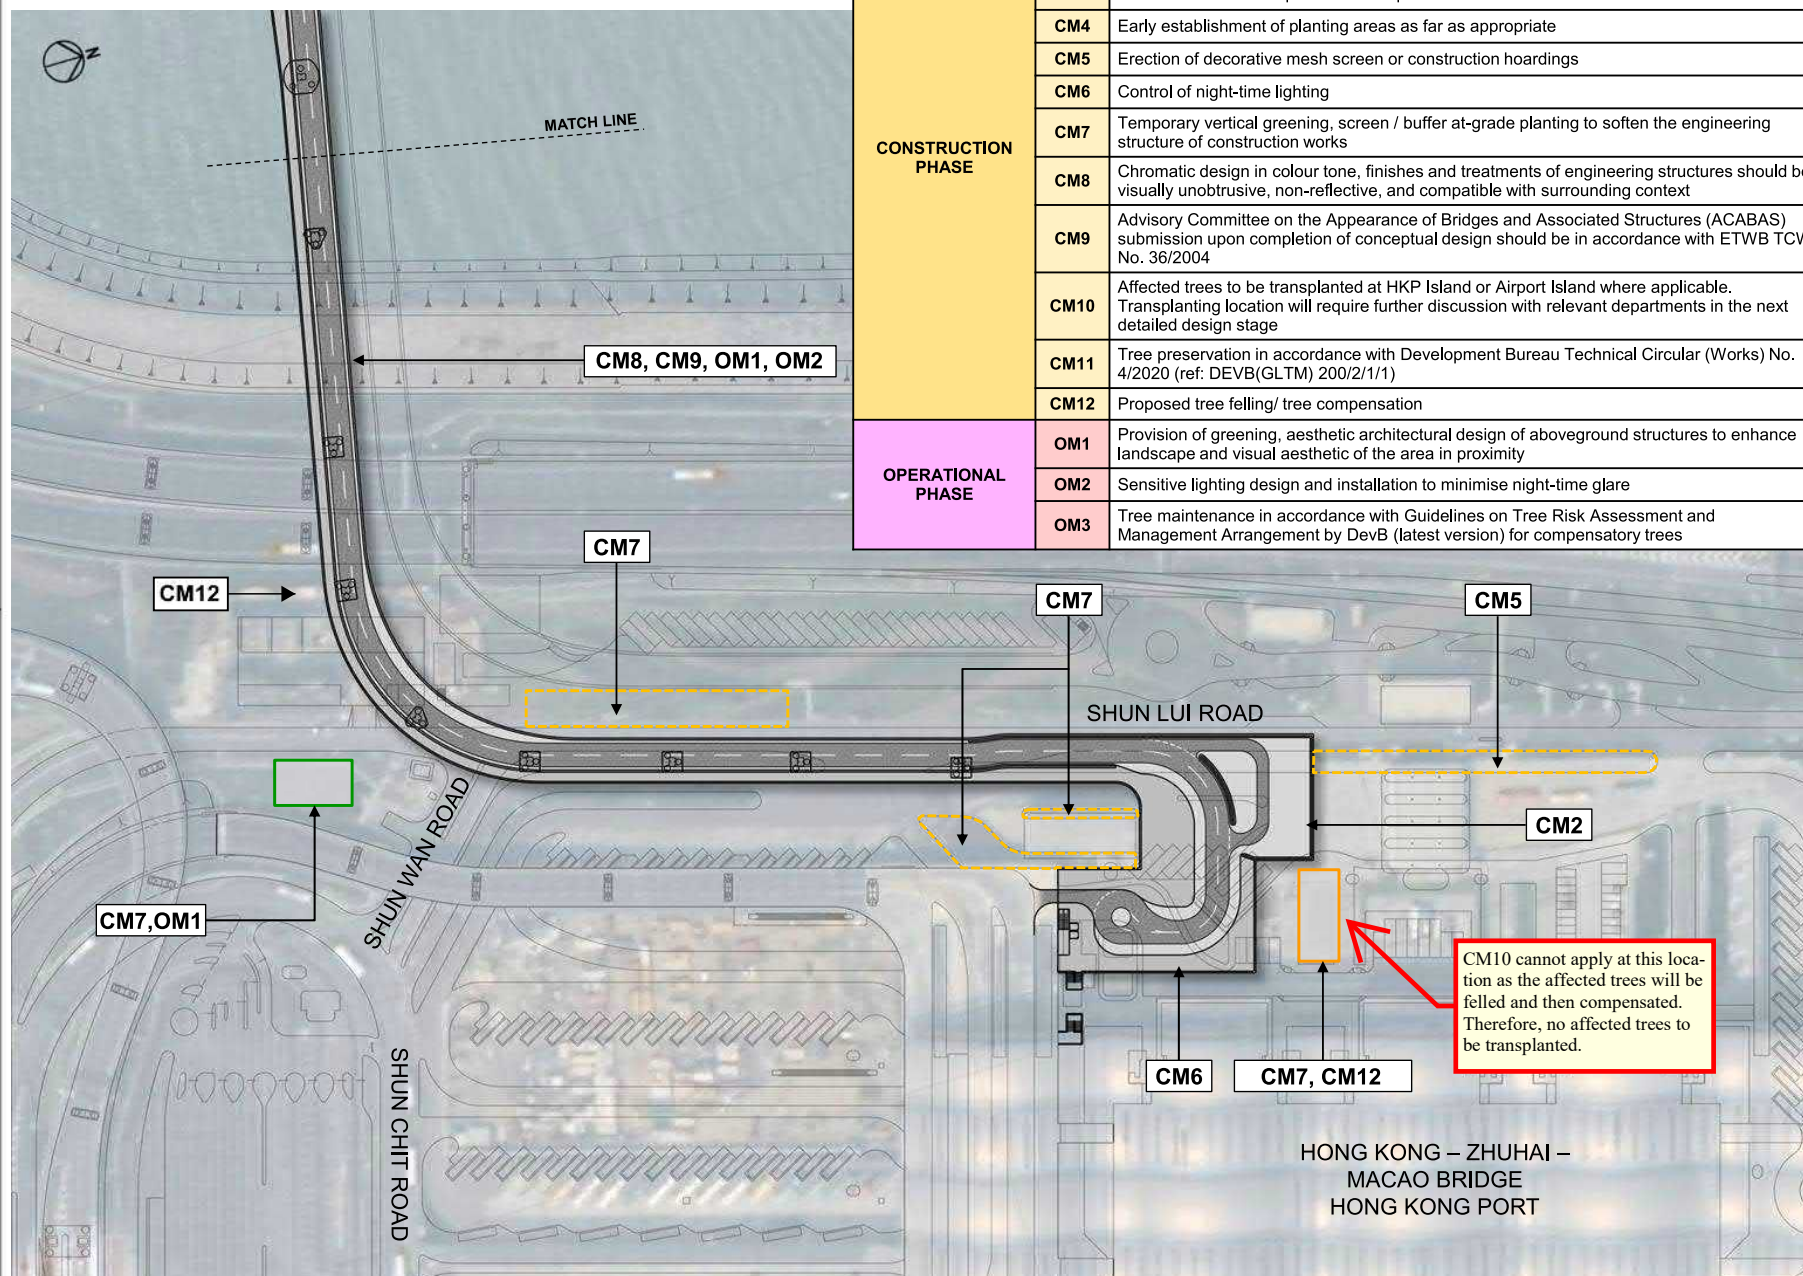 CONSTRUCTION
PHASE
CM4 Early establishment of planting areas as far as appropriate
CM5 Erection of decorative mesh screen or construction hoardings
CM6 Control of night-time lighting
CM7 Temporary vertical greening, screen / buffer at-grade planting to soften the engineering
structure of construction works
CM8 Chromatic design in colour tone, finishes and treatments of engineering structures should be
visually unobtrusive, non-reflective, and compatible with surrounding context
CM9 Advisory Committee on the Appearance of Bridges and Associated Structures (ACABAS)
submission upon completion of conceptual design should be in accordance with ETWB TCW
No. 36/2004
CM10 Affected trees to be transplanted at HKP Island or Airport Island where applicable.
Transplanting location will require further discussion with relevant departments in the next
detailed design stage
CM11 Tree preservation in accordance with Development Bureau Technical Circular (Works) No.
4/2020 (ref: DEVB(GLTM) 200/2/1/1)
CM12 Proposed tree felling/ tree compensation
OPERATIONAL
PHASE
OM1 Provision of greening, aesthetic architectural design of aboveground structures to enhance
landscape and visual aesthetic of the area in proximity
OM2 Sensitive lighting design and installation to minimise night-time glare
OM3 Tree maintenance in accordance with Guidelines on Tree Risk Assessment and
Management Arrangement by DevB (latest version) for compensatory trees
N
MATCH LINE
CM8, CM9, OM1, OM2
CM7
CM12
CM7
CM5
SHUN LUI ROAD
SHUN WAN ROAD
CM2
CM7,OM1
CM10 cannot apply at this loca-
tion as the affected trees will be
felled and then compensated.
Therefore, no affected trees to
be transplanted.
CM6
CM7, CM12
SHUN CHIT ROAD
HONG KONG – ZHUHAI –
MACAO BRIDGE
HONG KONG PORT